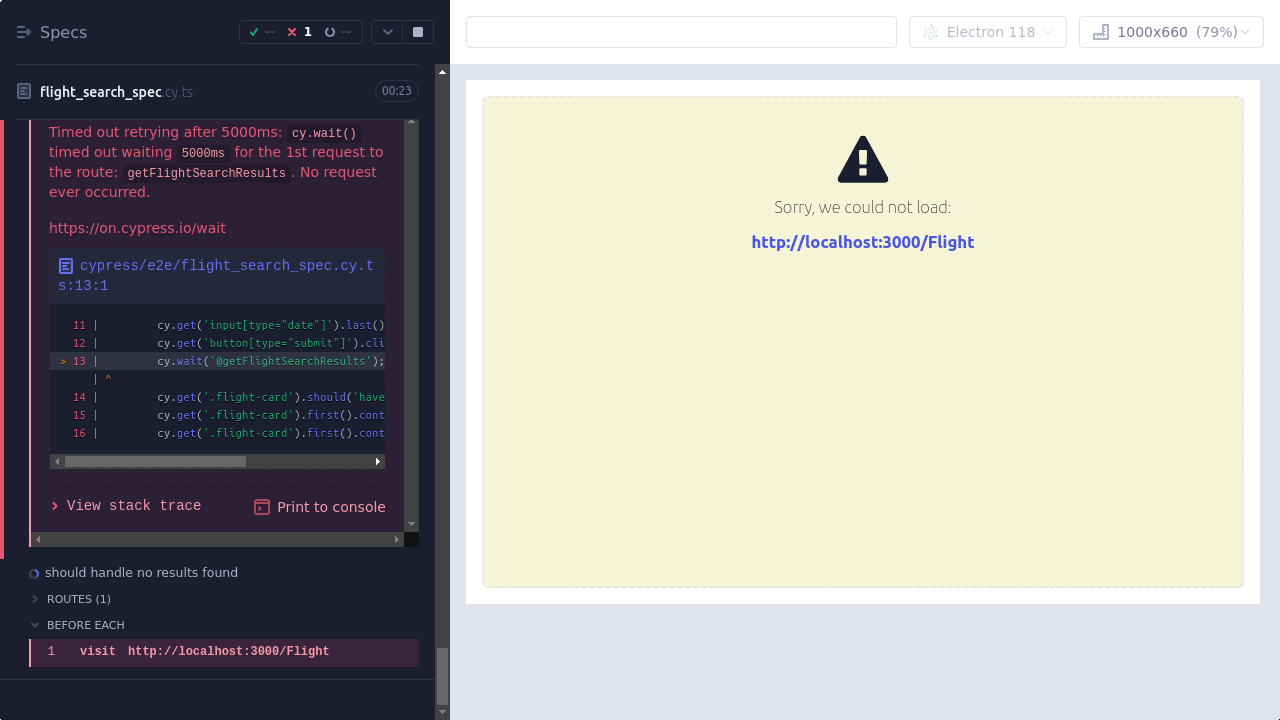 Specs
-- 1 --
flight_search_spec.cy.ts
00:23
Timed out retrying after 5000ms: cy.wait()
timed out waiting 5000ms for the 1st request to
the route: getFlightSearchResults. No request
ever occurred.
https://on.cypress.io/wait
cypress/e2e/flight_search_spec.cy.t
s:13:1
11 | cy.get('input[type="date"]').last()
12 | cy.get('button[type="submit"]').cli
> 13 | cy.wait('@getFlightSearchResults');
| ^
14 | cy.get('.flight-card').should('have
15 | cy.get('.flight-card').first().cont
16 | cy.get('.flight-card').first().cont
View stack trace
Print to console
should handle no results found
ROUTES (1)
BEFORE EACH
1 visit http://localhost:3000/Flight
Electron 118
1000x660 (79%)
Sorry, we could not load:
http://localhost:3000/Flight